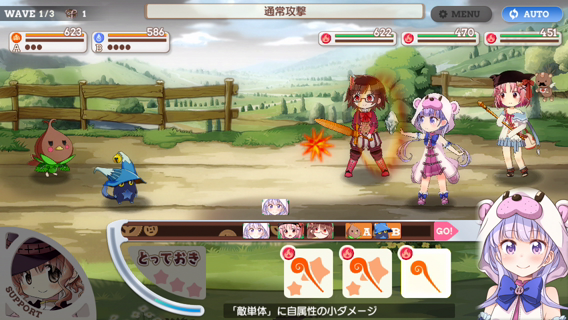 WAVE 1/3 1
通常攻撃
MENU
AUTO
623
586
622
470
451
A
B
A B GO!
とっておき
SUPPORT
「敵単体」に自属性の小ダメージ